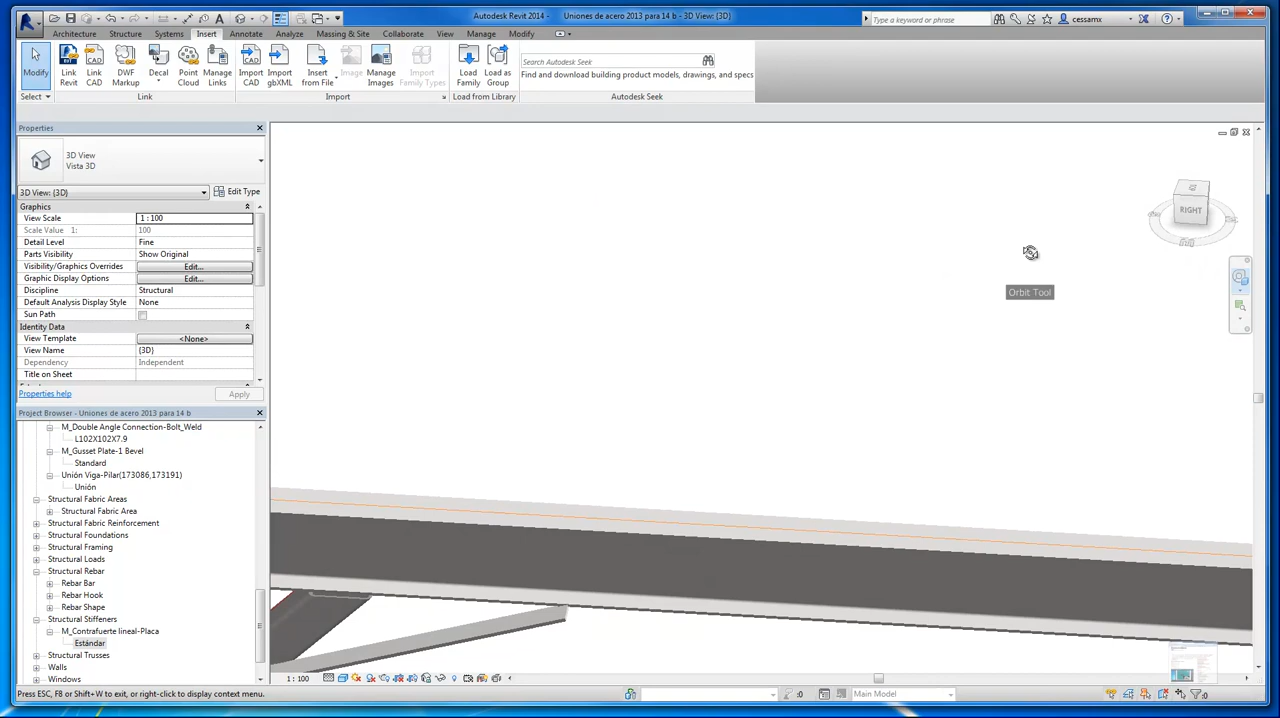 Autodesk Revit 2014 - Uniones de acero 2013 para 14 b - 3D View: {3D}
Type a keyword or phrase
cessamx
Architecture Structure Systems Insert Annotate Analyze Massing & Site Collaborate View Manage Modify
Modify
Link Revit
Link CAD
DWF Markup
Decal
Point Cloud
Manage Links
Import CAD
Import gbXML
Insert from File
Image
Manage Images
Import Family Types
Load Family
Load as Group
Search Autodesk Seek
Find and download building product models, drawings, and specs
Select
Link
Import
Load from Library
Autodesk Seek
Properties
3D View
Vista 3D
3D View: {3D}
Edit Type
Graphics
View Scale 1 : 100
Scale Value 1: 100
Detail Level Fine
Parts Visibility Show Original
Visibility/Graphics Overrides Edit...
Graphic Display Options Edit...
Discipline Structural
Default Analysis Display Style None
Sun Path
Identity Data
View Template <None>
View Name {3D}
Dependency Independent
Title on Sheet
Properties help
Apply
Project Browser - Uniones de acero 2013 para 14 b
M_Double Angle Connection-Bolt_Weld
L102X102X7.9
M_Gusset Plate-1 Bevel
Standard
Unión Viga-Pilar(173086,173191)
Unión
Structural Fabric Areas
Structural Fabric Area
Structural Fabric Reinforcement
Structural Foundations
Structural Framing
Structural Loads
Structural Rebar
Rebar Bar
Rebar Hook
Rebar Shape
Structural Stiffeners
M_Contrafuerte lineal-Placa
Estándar
Structural Trusses
Walls
Windows
RIGHT
Orbit Tool
1 : 100
Press ESC, F8 or Shift+W to exit, or right-click to display context menu.
:0
Main Model
:0